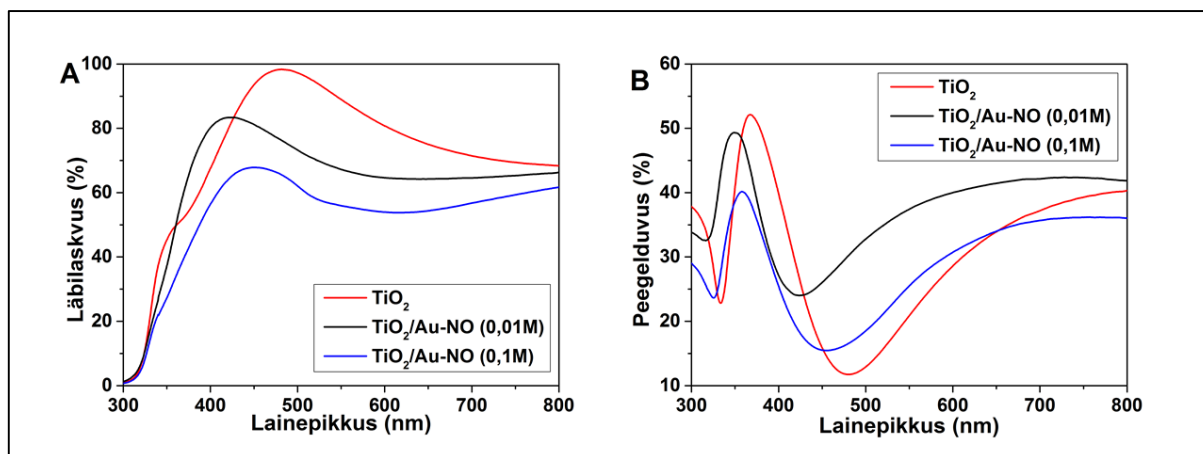 A
Läbilaskvus (%)
100
80
60
40
20
0
300 400 500 600 700 800
Lainepikkus (nm)
TiO₂
TiO₂/Au-NO (0,01M)
TiO₂/Au-NO (0,1M)
B
Peegelduvus (%)
60
50
40
30
20
10
300 400 500 600 700 800
Lainepikkus (nm)
TiO₂
TiO₂/Au-NO (0,01M)
TiO₂/Au-NO (0,1M)